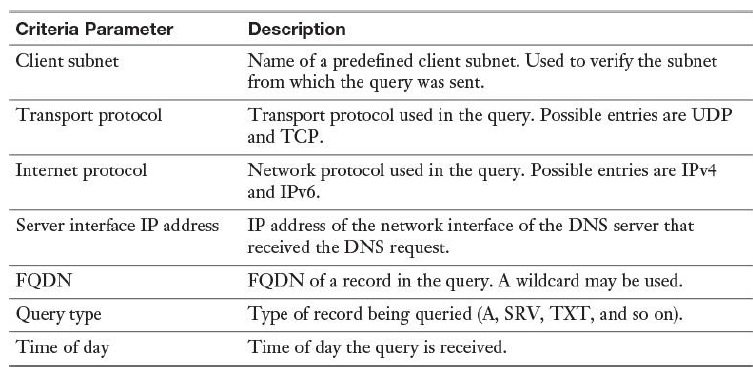 Criteria Parameter Description
Client subnet Name of a predefined client subnet. Used to verify the subnet
from which the query was sent.
Transport protocol Transport protocol used in the query. Possible entries are UDP
and TCP.
Internet protocol Network protocol used in the query. Possible entries are IPv4
and IPv6.
Server interface IP address IP address of the network interface of the DNS server that
received the DNS request.
FQDN FQDN of a record in the query. A wildcard may be used.
Query type Type of record being queried (A, SRV, TXT, and so on).
Time of day Time of day the query is received.